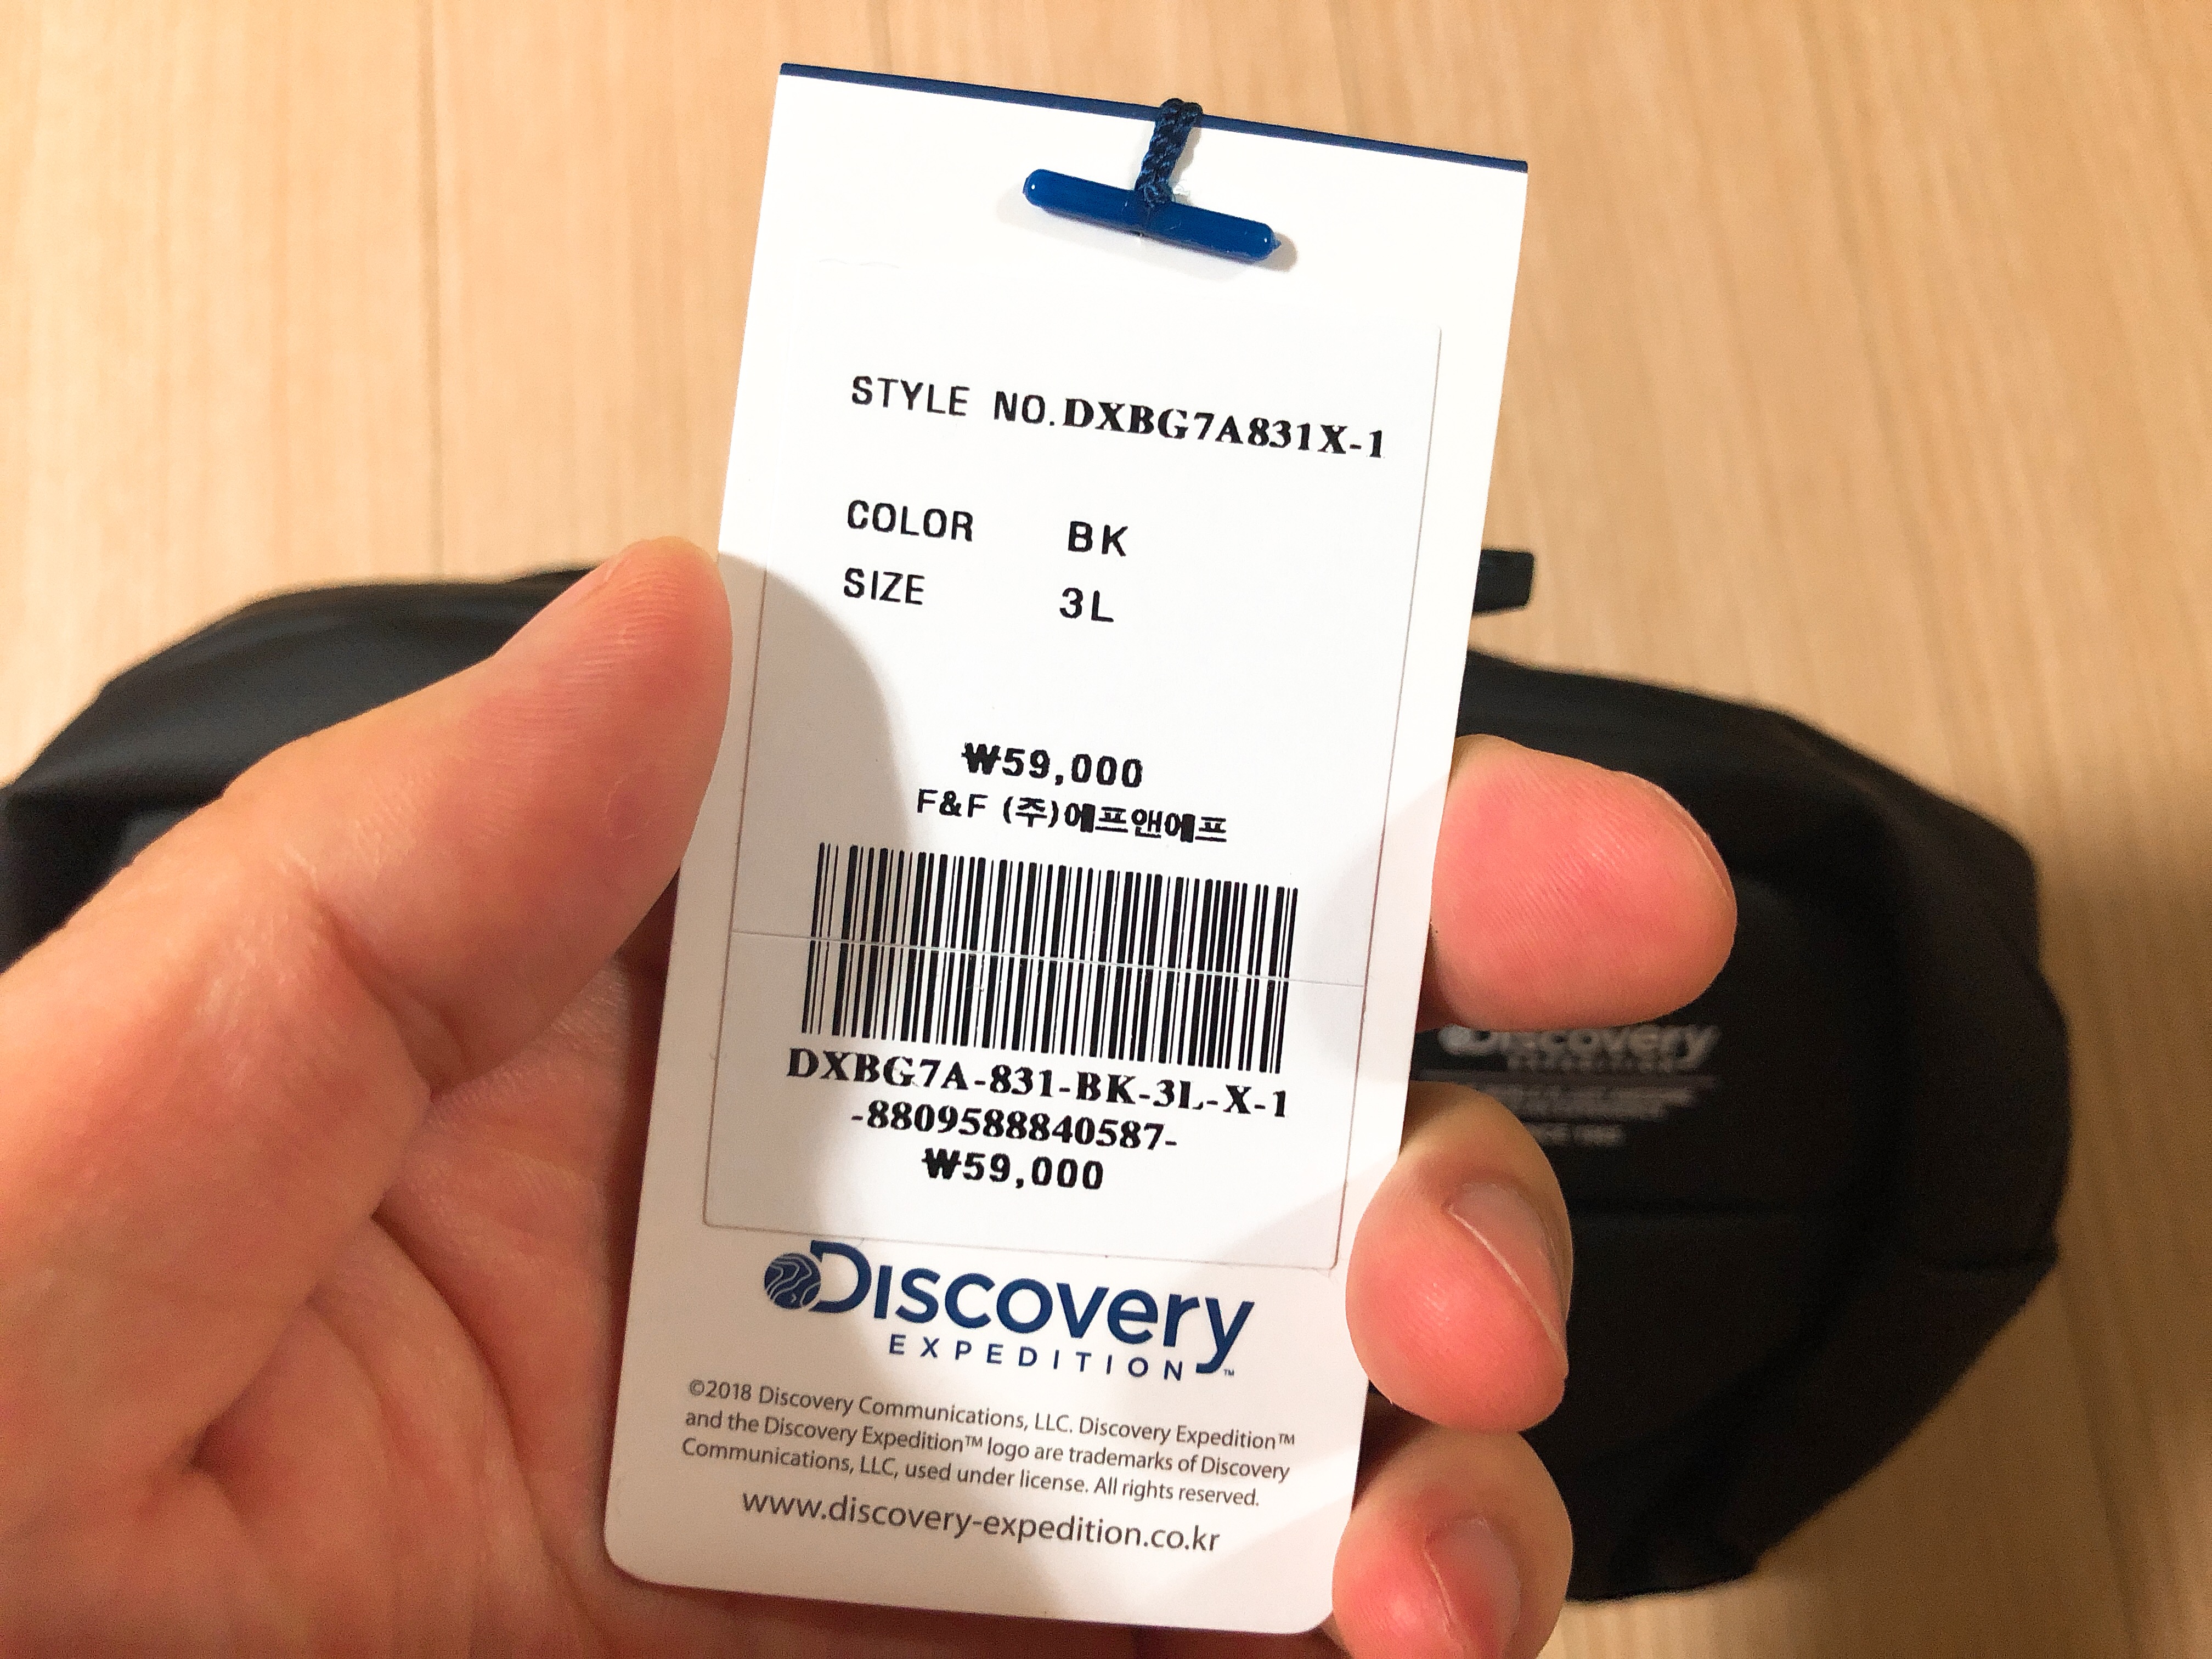 STYLE NO.DXBG7A831X-1
COLOR BK
SIZE 3L
₩59,000
F&F (주)에프앤에프
DXBG7A-831-BK-3L-X-1
-8809588840587-
₩59,000
Discovery
EXPEDITION™
©2018 Discovery Communications, LLC. Discovery Expedition™
and the Discovery Expedition™ logo are trademarks of Discovery
Communications, LLC, used under license. All rights reserved.
www.discovery-expedition.co.kr
Discovery